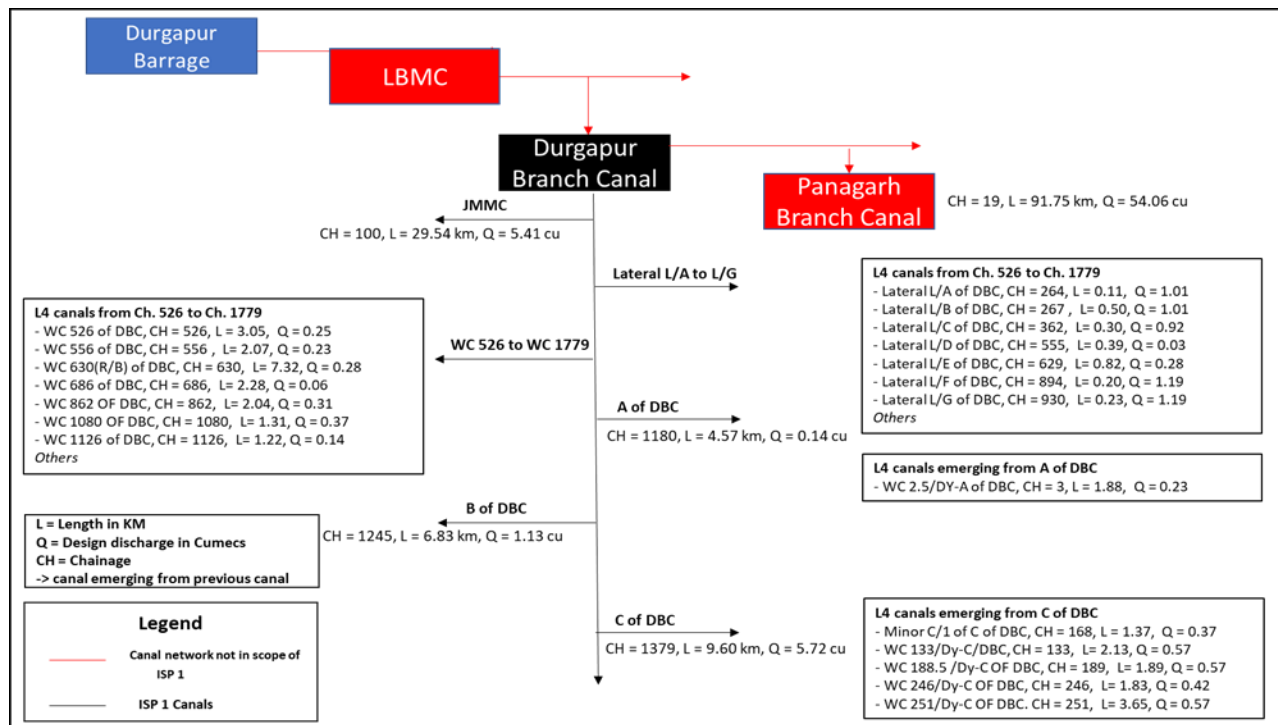 Durgapur
Barrage
LBMC
Durgapur
Branch Canal
Panagarh
Branch Canal
CH = 19, L = 91.75 km, Q = 54.06 cu
JMMC
CH = 100, L = 29.54 km, Q = 5.41 cu
Lateral L/A to L/G
L4 canals from Ch. 526 to Ch. 1779
- Lateral L/A of DBC, CH = 264, L = 0.11, Q = 1.01
- Lateral L/B of DBC, CH = 267 , L= 0.50, Q = 1.01
- Lateral L/C of DBC, CH = 362, L= 0.30, Q = 0.92
- Lateral L/D of DBC, CH = 555, L= 0.39, Q = 0.03
- Lateral L/E of DBC, CH = 629, L= 0.82, Q = 0.28
- Lateral L/F of DBC, CH = 894, L= 0.20, Q = 1.19
- Lateral L/G of DBC, CH = 930, L= 0.23, Q = 1.19
Others
L4 canals from Ch. 526 to Ch. 1779
- WC 526 of DBC, CH = 526, L = 3.05, Q = 0.25
- WC 556 of DBC, CH = 556 , L= 2.07, Q = 0.23
- WC 630(R/B) of DBC, CH = 630, L= 7.32, Q = 0.28
- WC 686 of DBC, CH = 686, L= 2.28, Q = 0.06
- WC 862 OF DBC, CH = 862, L= 2.04, Q = 0.31
- WC 1080 OF DBC, CH = 1080, L= 1.31, Q = 0.37
- WC 1126 of DBC, CH = 1126, L= 1.22, Q = 0.14
Others
WC 526 to WC 1779
A of DBC
CH = 1180, L = 4.57 km, Q = 0.14 cu
L4 canals emerging from A of DBC
- WC 2.5/DY-A of DBC, CH = 3, L = 1.88, Q = 0.23
B of DBC
CH = 1245, L = 6.83 km, Q = 1.13 cu
L = Length in KM
Q = Design discharge in Cumecs
CH = Chainage
-> canal emerging from previous canal
C of DBC
CH = 1379, L = 9.60 km, Q = 5.72 cu
L4 canals emerging from C of DBC
- Minor C/1 of C of DBC, CH = 168, L = 1.37, Q = 0.37
- WC 133/Dy-C/DBC, CH = 133, L= 2.13, Q = 0.57
- WC 188.5 /Dy-C OF DBC, CH = 189, L= 1.89, Q = 0.57
- WC 246/Dy-C OF DBC, CH = 246, L= 1.83, Q = 0.42
- WC 251/Dy-C OF DBC. CH = 251, L= 3.65, Q = 0.57
Legend
Canal network not in scope of
ISP 1
ISP 1 Canals